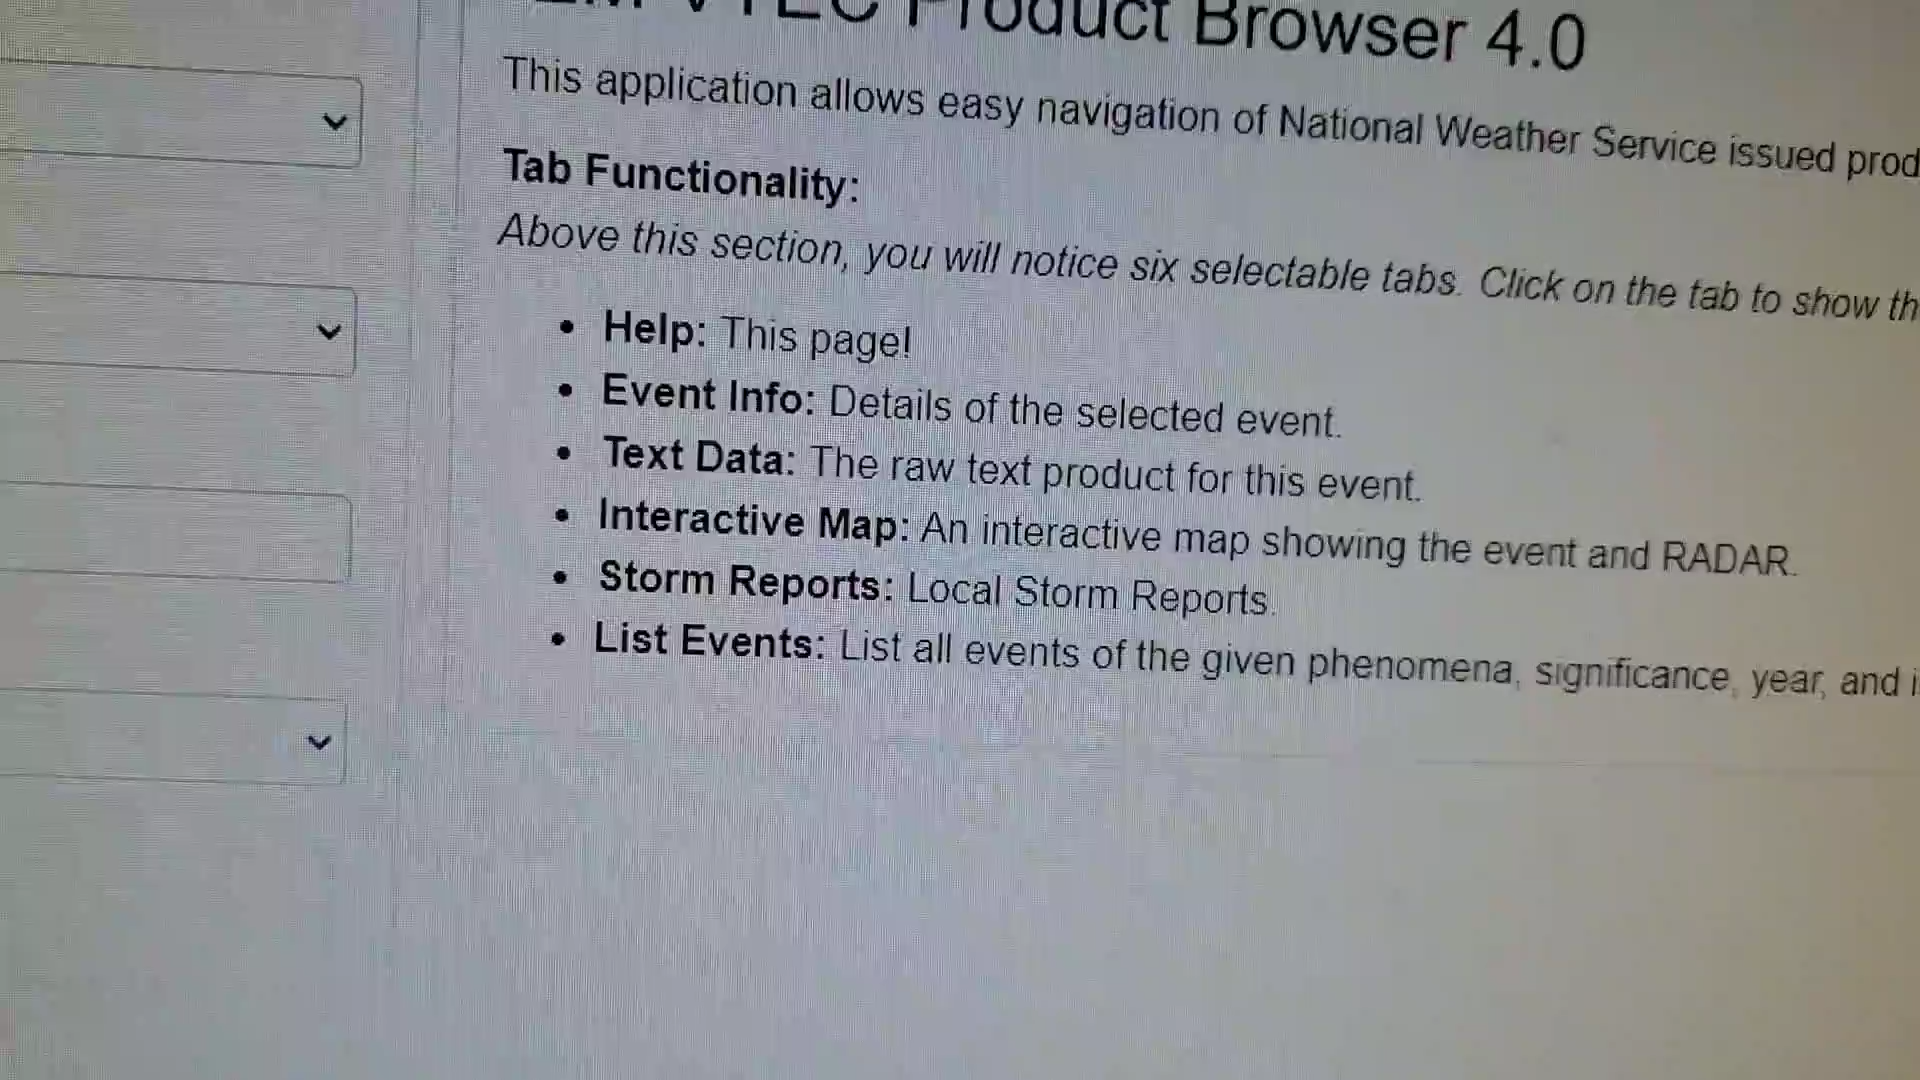 VTEC Product Browser 4.0
This application allows easy navigation of National Weather Service issued
Tab Functionality:
Above this section, you will notice six selectable tabs. Click on the tab to show
• Help: This page!
• Event Info: Details of the selected event.
• Text Data: The raw text product for this event.
• Interactive Map: An interactive map showing the event and RADAR.
• Storm Reports: Local Storm Reports.
• List Events: List all events of the given phenomena, significance, year, and